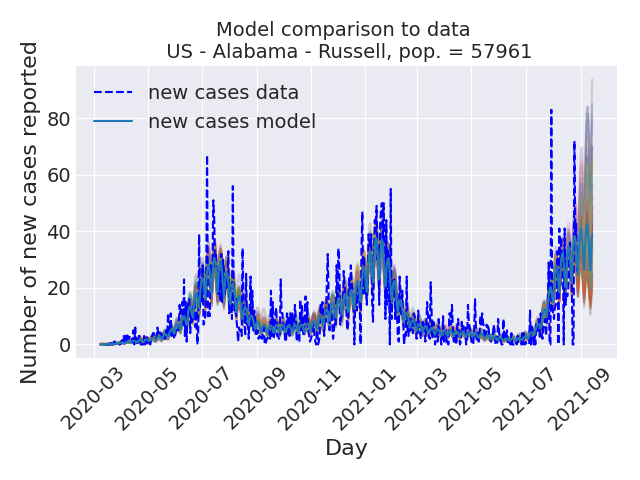 Model comparison to data
US - Alabama - Russell, pop. = 57961
new cases data
new cases model
Number of new cases reported
80
60
40
20
0
2020-03
2020-05
2020-07
2020-09
2020-11
2021-01
2021-03
2021-05
2021-07
2021-09
Day